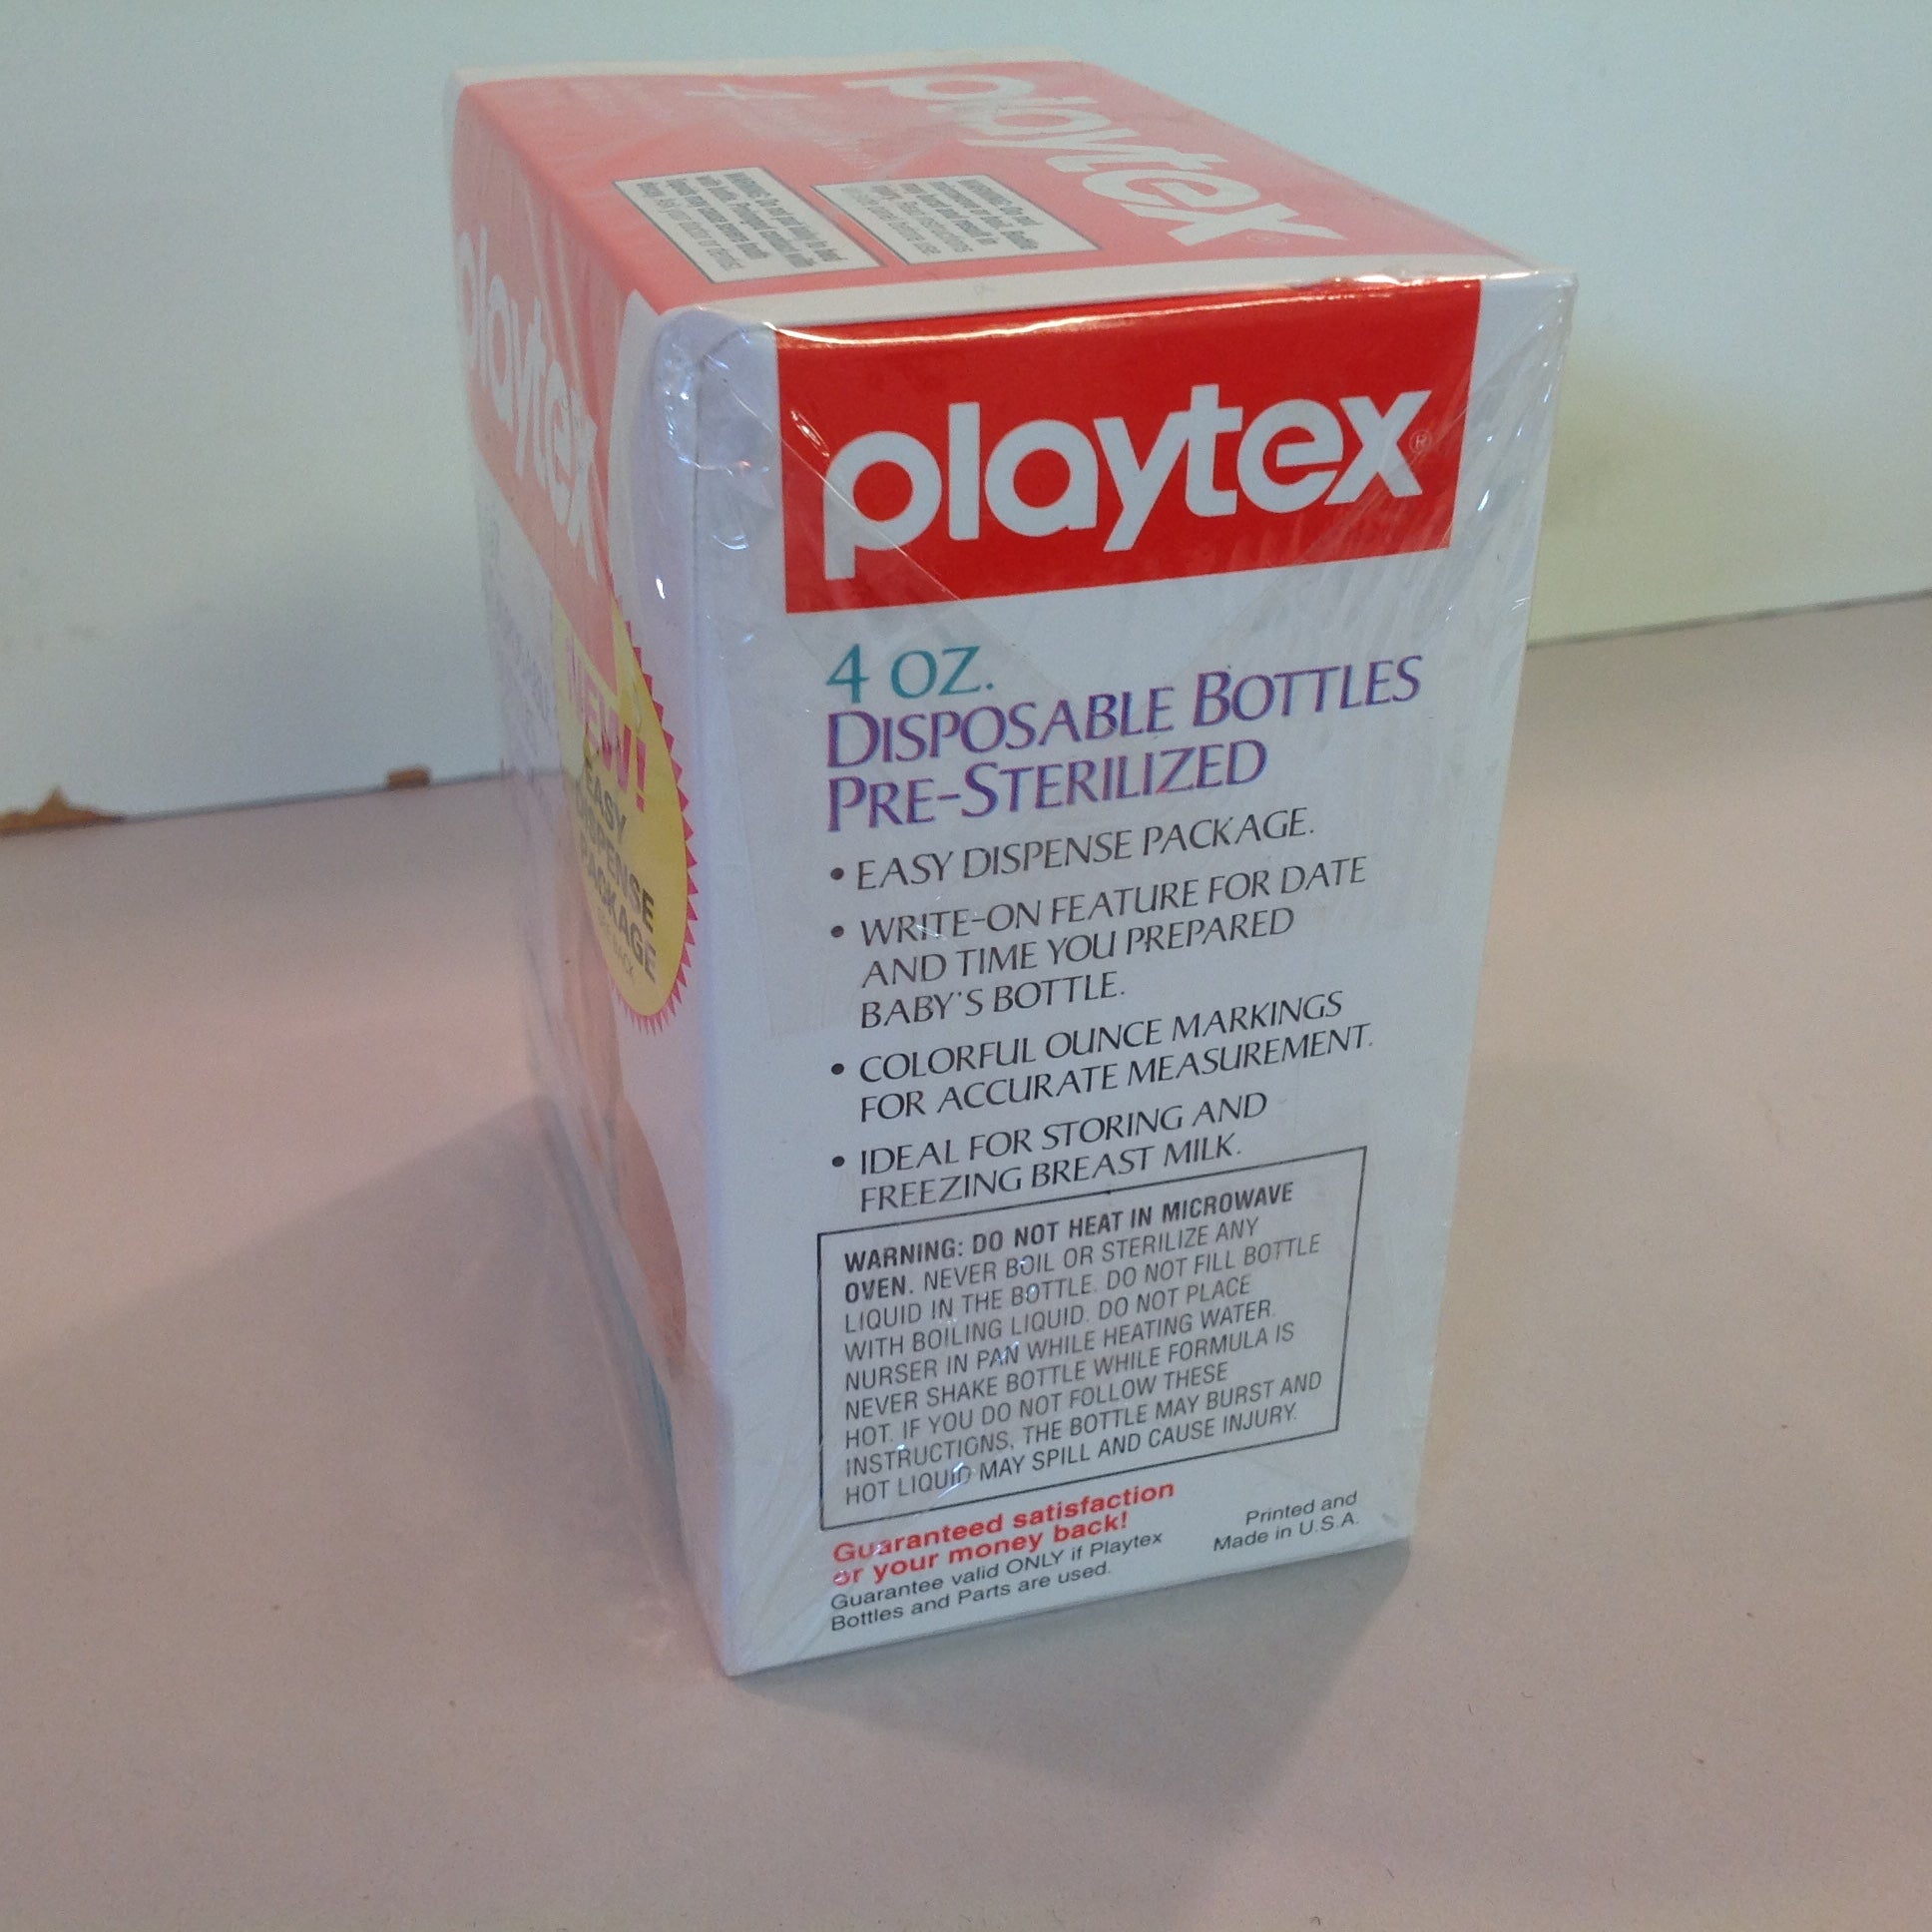 playtex
playtex®
4 OZ.
DISPOSABLE BOTTLES
PRE-STERILIZED
• EASY DISPENSE PACKAGE.
• WRITE-ON FEATURE FOR DATE
AND TIME YOU PREPARED
BABY'S BOTTLE.
• COLORFUL OUNCE MARKINGS
FOR ACCURATE MEASUREMENT.
• IDEAL FOR STORING AND
FREEZING BREAST MILK.
WARNING: DO NOT HEAT IN MICROWAVE
OVEN. NEVER BOIL OR STERILIZE ANY
LIQUID IN THE BOTTLE. DO NOT FILL BOTTLE
WITH BOILING LIQUID. DO NOT PLACE
NURSER IN PAN WHILE HEATING WATER.
NEVER SHAKE BOTTLE WHILE FORMULA IS
HOT. IF YOU DO NOT FOLLOW THESE
INSTRUCTIONS, THE BOTTLE MAY BURST AND
HOT LIQUID MAY SPILL AND CAUSE INJURY.
Guaranteed satisfaction
or your money back!
Guarantee valid ONLY if Playtex
Bottles and Parts are used.
Printed and
Made in U.S.A.
playtex
NEW!
EASY
DISPENSE
PACKAGE